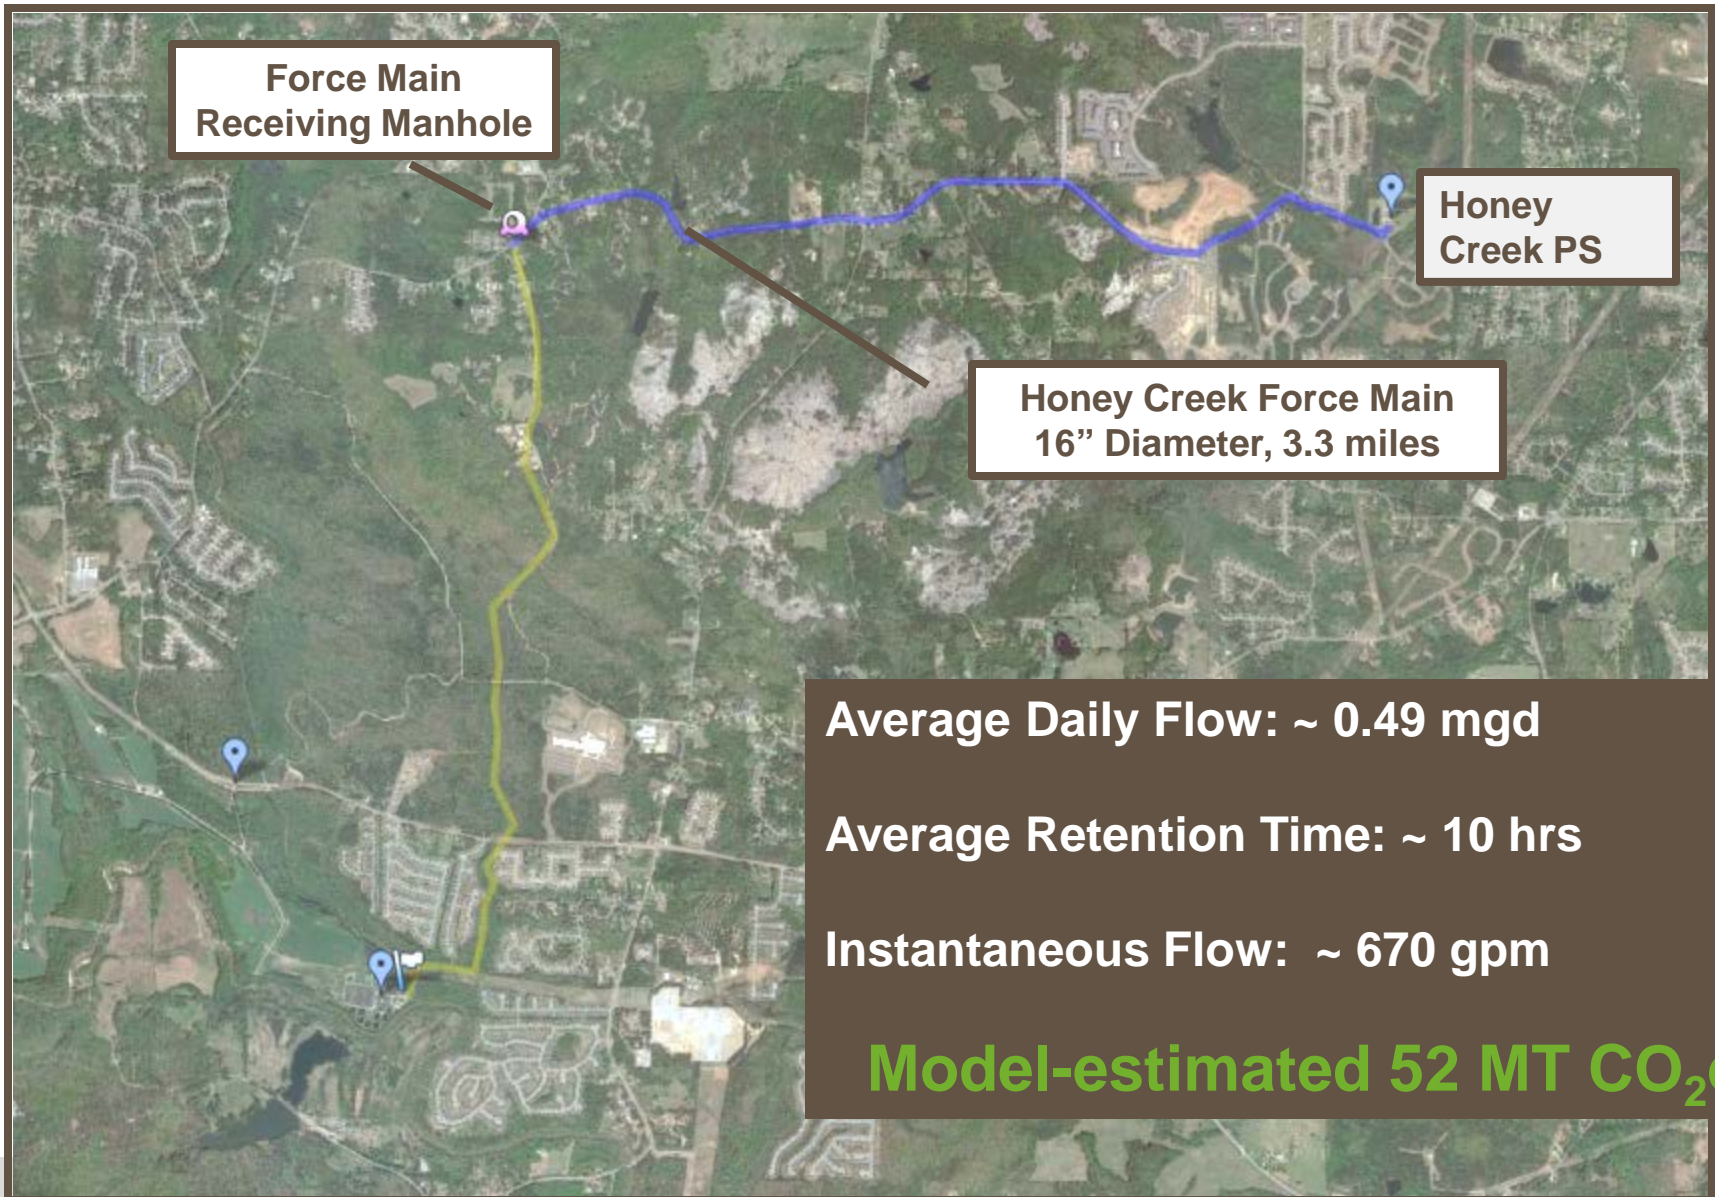 Force Main
Receiving Manhole
Honey
Creek PS
Honey Creek Force Main
16” Diameter, 3.3 miles
Average Daily Flow: ~ 0.49 mgd
Average Retention Time: ~ 10 hrs
Instantaneous Flow: ~ 670 gpm
Model-estimated 52 MT CO₂e